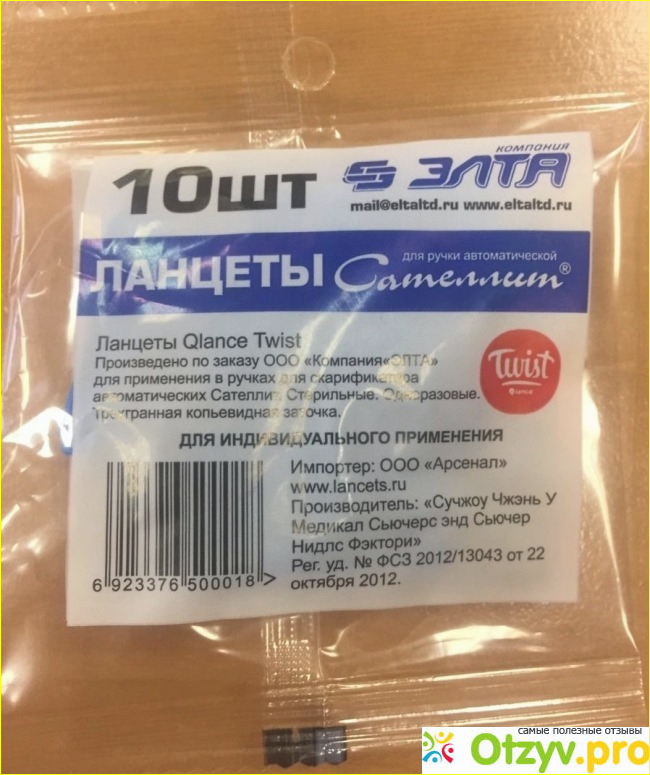 10шт
КОМПАНИЯ
ЭЛТА
mail@eltaltd.ru www.eltaltd.ru
для ручки автоматической
ЛАНЦЕТЫ Сателлит®
Ланцеты Qlance Twist
Произведено по заказу ООО «Компания«ЭЛТА»
для применения в ручках для скарификатора
автоматических Сателлит. Стерильные. Одноразовые.
Трехгранная копьевидная заточка.
Twist
Qlance
ДЛЯ ИНДИВИДУАЛЬНОГО ПРИМЕНЕНИЯ
Импортер: ООО «Арсенал»
www.lancets.ru
Производитель: «Сучжоу Чжэнь У
Медикал Сьючерс энд Сьючер
Нидлс Фэктори»
Рег. уд. № ФСЗ 2012/13043 от 22
октября 2012.
6 923376 500018 >
самые полезные отзывы
Otzyv.pro